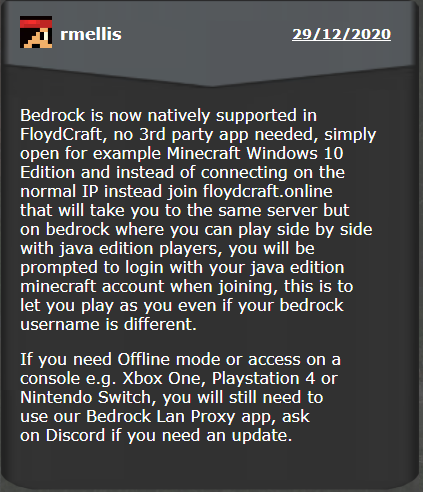 rmellis
29/12/2020
Bedrock is now natively supported in
FloydCraft, no 3rd party app needed, simply
open for example Minecraft Windows 10
Edition and instead of connecting on the
normal IP instead join floydcraft.online
that will take you to the same server but
on bedrock where you can play side by side
with java edition players, you will be
prompted to login with your java edition
minecraft account when joining, this is to
let you play as you even if your bedrock
username is different.
If you need Offline mode or access on a
console e.g. Xbox One, Playstation 4 or
Nintendo Switch, you will still need to
use our Bedrock Lan Proxy app, ask
on Discord if you need an update.